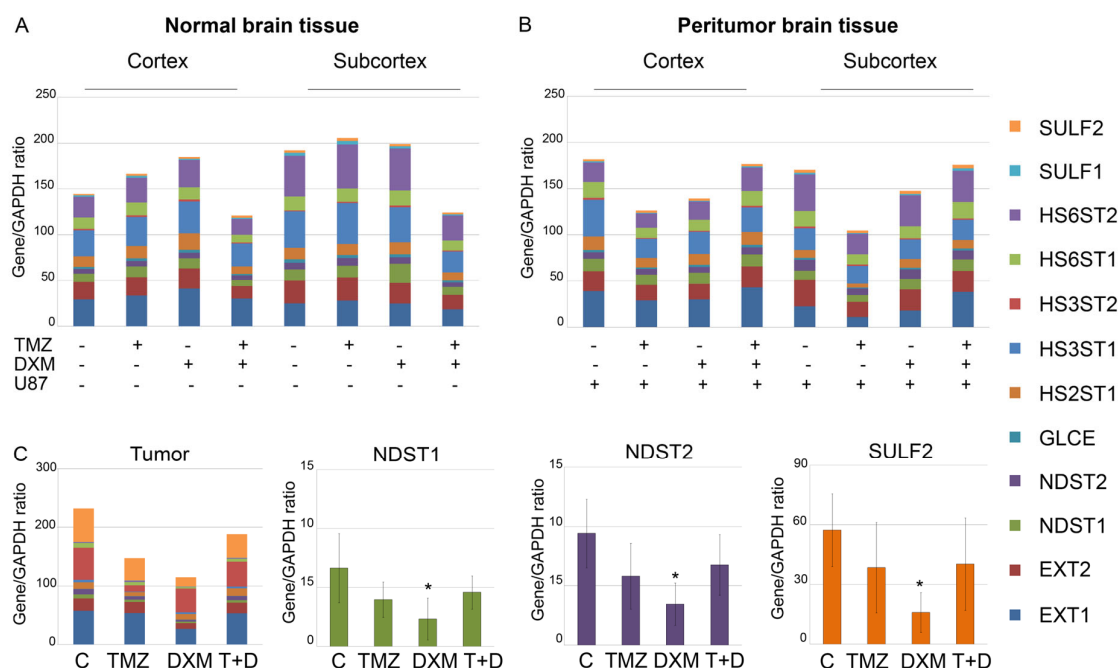 A Normal brain tissue
Cortex Subcortex
Gene/GAPDH ratio
250
200
150
100
50
0
TMZ - + - + - + - +
DXM - - + + - - + +
U87 - - - - - - - -
B Peritumor brain tissue
Cortex Subcortex
Gene/GAPDH ratio
250
200
150
100
50
0
- + - + - + - +
- - + + - - + +
+ + + + + + + +
SULF2
SULF1
HS6ST2
HS6ST1
HS3ST2
HS3ST1
HS2ST1
GLCE
NDST2
NDST1
EXT2
EXT1
C Tumor
Gene/GAPDH ratio
300
200
100
0
C TMZ DXM T+D
NDST1
Gene/GAPDH ratio
15
10
5
0
*
C TMZ DXM T+D
NDST2
Gene/GAPDH ratio
15
10
5
0
*
C TMZ DXM T+D
SULF2
Gene/GAPDH ratio
90
60
30
0
*
C TMZ DXM T+D